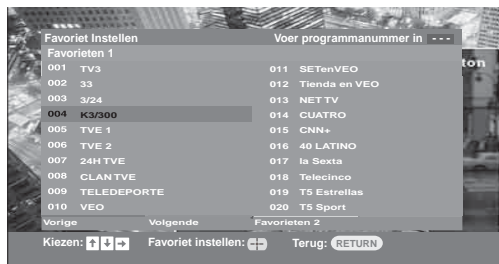 Favoriet Instellen Voer programmanummer in ---
Favorieten 1
001 TV3
002 33
003 3/24
004 K3/300
005 TVE 1
006 TVE 2
007 24H TVE
008 CLAN TVE
009 TELEDEPORTE
010 VEO
011 SETenVEO
012 Tienda en VEO
013 NET TV
014 CUATRO
015 CNN+
016 40 LATINO
017 la Sexta
018 Telecinco
019 T5 Estrellas
020 T5 Sport
ton
Vorige Volgende Favorieten 2
Kiezen: ↑ ↓ → Favoriet instellen: Terug: RETURN